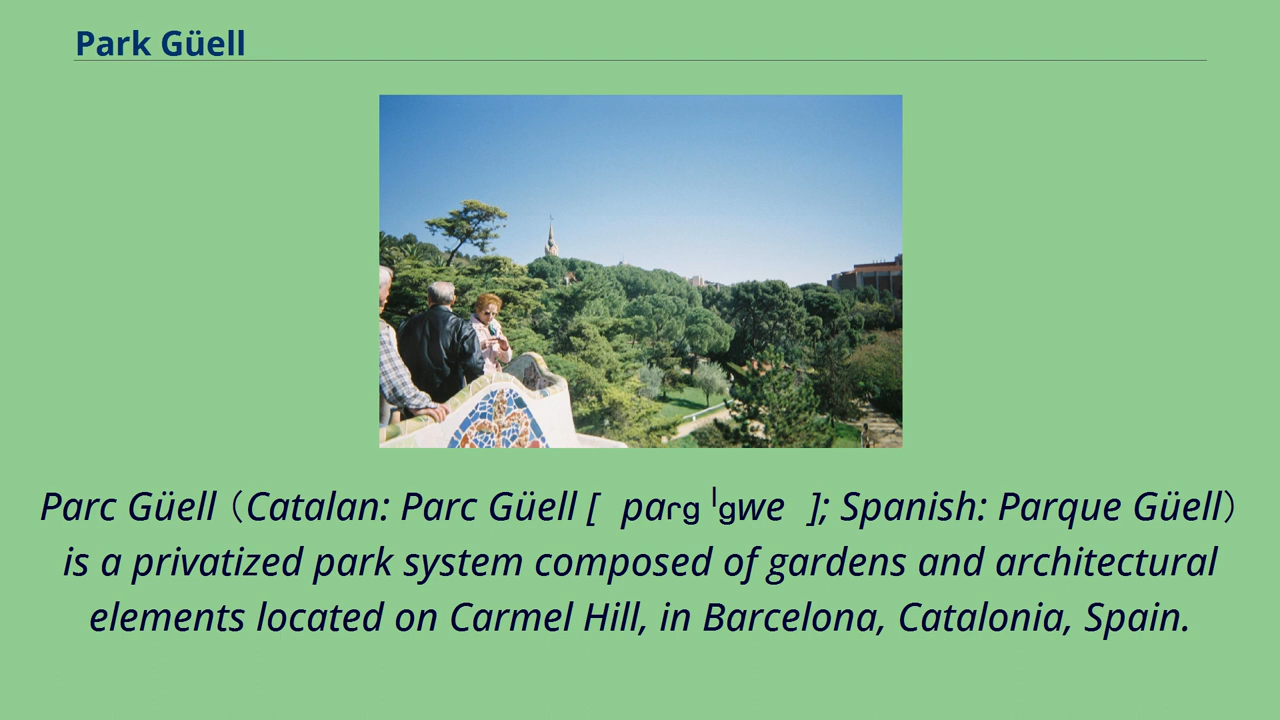 Park Güell
Parc Güell（Catalan: Parc Güell [ paɾɡ ˈɡwe ]; Spanish: Parque Güell）
is a privatized park system composed of gardens and architectural
elements located on Carmel Hill, in Barcelona, Catalonia, Spain.